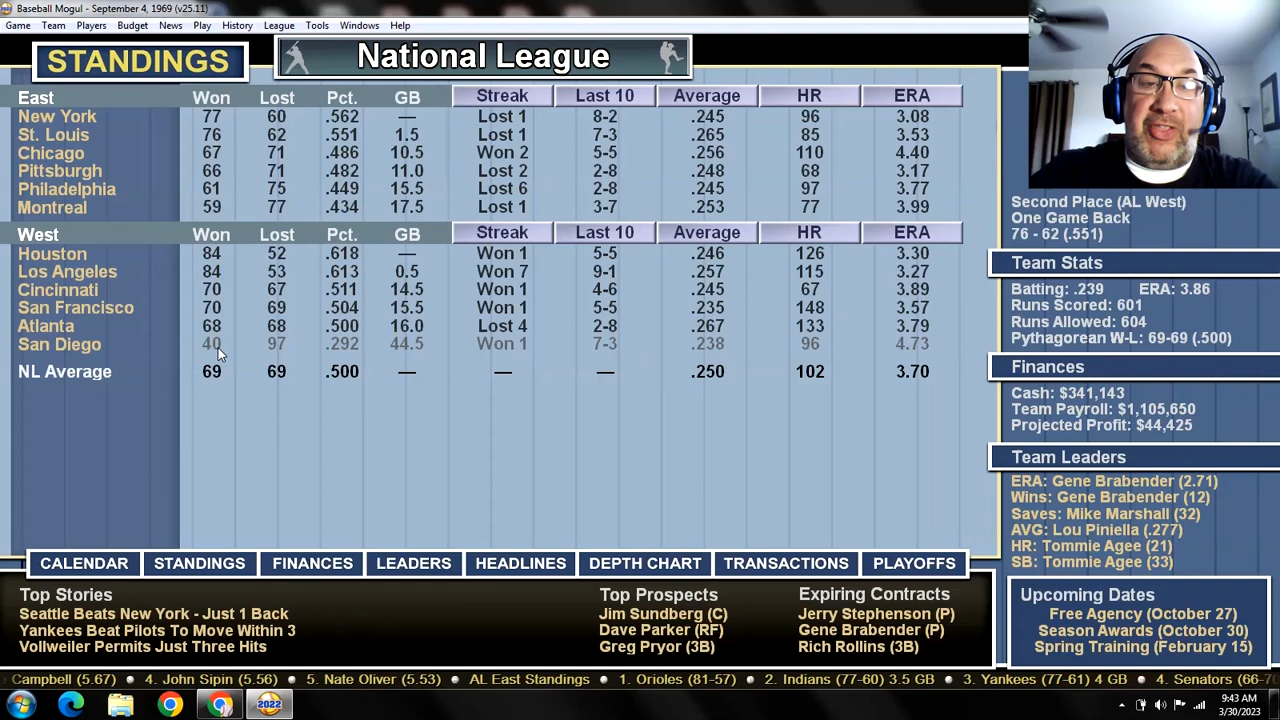 Baseball Mogul - September 4, 1969 (v25.11)
Game Team Players Budget News Play History League Tools Windows Help
STANDINGS
National League
East Won Lost Pct. GB Streak Last 10 Average HR ERA
New York 77 60 .562 — Lost 1 8-2 .245 96 3.08
St. Louis 76 62 .551 1.5 Lost 1 7-3 .265 85 3.53
Chicago 67 71 .486 10.5 Won 2 5-5 .256 110 4.40
Pittsburgh 66 71 .482 11.0 Lost 2 2-8 .248 68 3.17
Philadelphia 61 75 .449 15.5 Lost 6 2-8 .245 97 3.77
Montreal 59 77 .434 17.5 Lost 1 3-7 .253 77 3.99
West Won Lost Pct. GB Streak Last 10 Average HR ERA
Houston 84 52 .618 — Won 1 5-5 .246 126 3.30
Los Angeles 84 53 .613 0.5 Won 7 9-1 .257 115 3.27
Cincinnati 70 67 .511 14.5 Won 1 4-6 .245 67 3.89
San Francisco 70 69 .504 15.5 Won 1 5-5 .235 148 3.57
Atlanta 68 68 .500 16.0 Lost 4 2-8 .267 133 3.79
San Diego 40 97 .292 44.5 Won 1 7-3 .238 96 4.73
NL Average 69 69 .500 — — — .250 102 3.70
Second Place (AL West)
One Game Back
76 - 62 (.551)
Team Stats
Batting: .239 ERA: 3.86
Runs Scored: 601
Runs Allowed: 604
Pythagorean W-L: 69-69 (.500)
Finances
Cash: $341,143
Team Payroll: $1,105,650
Projected Profit: $44,425
Team Leaders
ERA: Gene Brabender (2.71)
Wins: Gene Brabender (12)
Saves: Mike Marshall (32)
AVG: Lou Piniella (.277)
HR: Tommie Agee (21)
SB: Tommie Agee (33)
CALENDAR STANDINGS FINANCES LEADERS HEADLINES DEPTH CHART TRANSACTIONS PLAYOFFS
Top Stories
Seattle Beats New York - Just 1 Back
Yankees Beat Pilots To Move Within 3
Vollweiler Permits Just Three Hits
Top Prospects
Jim Sundberg (C)
Dave Parker (RF)
Greg Pryor (3B)
Expiring Contracts
Jerry Stephenson (P)
Gene Brabender (P)
Rich Rollins (3B)
Upcoming Dates
Free Agency (October 27)
Season Awards (October 30)
Spring Training (February 15)
Campbell (5.67) • 4. John Sipin (5.56) • 5. Nate Oliver (5.53) • AL East Standings • 1. Orioles (81-57) • 2. Indians (77-60) 3.5 GB • 3. Yankees (77-61) 4 GB • 4. Senators (66-70
2022
9:43 AM
3/30/2023